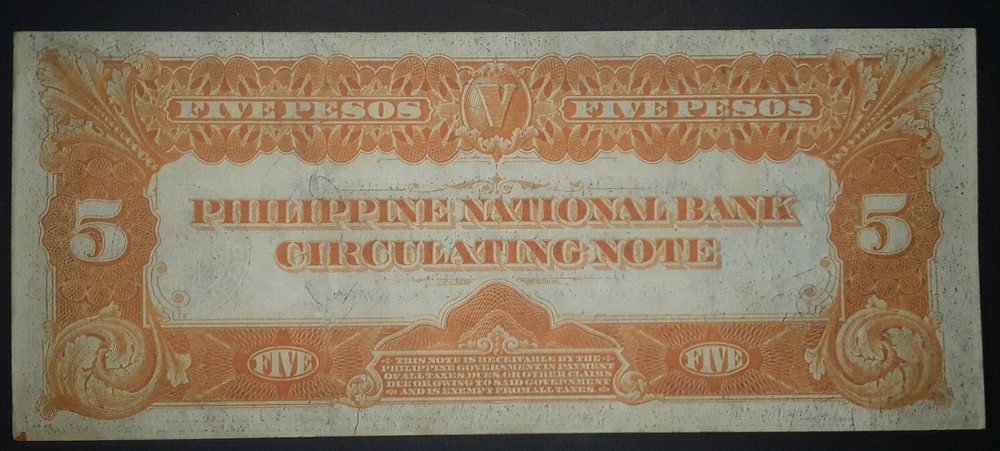 FIVE PESOS V FIVE PESOS
5 5
PHILIPPINE NATIONAL BANK
CIRCULATING NOTE
FIVE FIVE
THIS NOTE IS RECEIVABLE BY THE
PHILIPPINE GOVERNMENT IN PAYMENT
OF ALL TAXES, DUES OR OTHER CLAIMS
DUE OR OWING TO SAID GOVERNMENT
AND IS EXEMPT FROM ALL TAXES